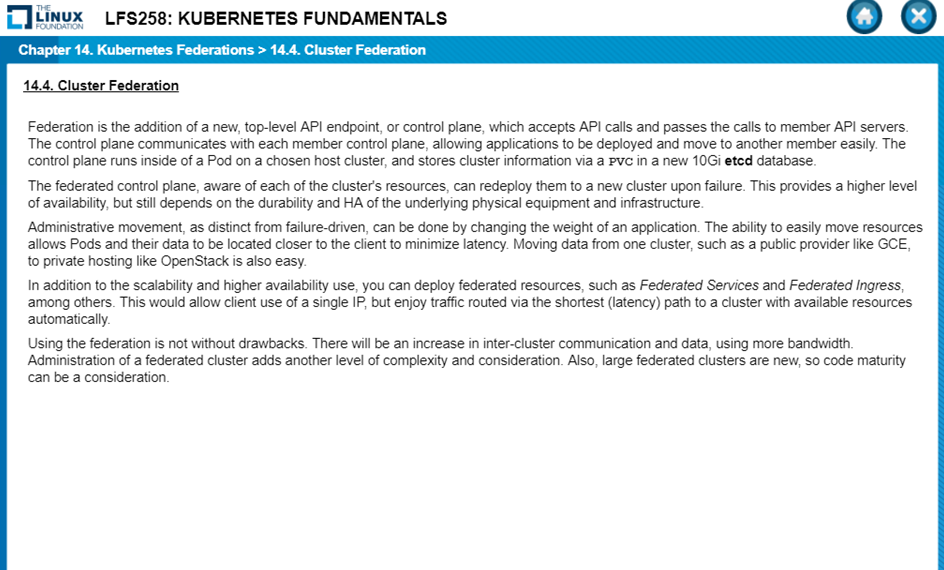 THE
LINUX
FOUNDATION
LFS258: KUBERNETES FUNDAMENTALS
Chapter 14. Kubernetes Federations > 14.4. Cluster Federation
14.4. Cluster Federation
Federation is the addition of a new, top-level API endpoint, or control plane, which accepts API calls and passes the calls to member API servers.
The control plane communicates with each member control plane, allowing applications to be deployed and move to another member easily. The
control plane runs inside of a Pod on a chosen host cluster, and stores cluster information via a PVC in a new 10Gi etcd database.
The federated control plane, aware of each of the cluster's resources, can redeploy them to a new cluster upon failure. This provides a higher level
of availability, but still depends on the durability and HA of the underlying physical equipment and infrastructure.
Administrative movement, as distinct from failure-driven, can be done by changing the weight of an application. The ability to easily move resources
allows Pods and their data to be located closer to the client to minimize latency. Moving data from one cluster, such as a public provider like GCE,
to private hosting like OpenStack is also easy.
In addition to the scalability and higher availability use, you can deploy federated resources, such as Federated Services and Federated Ingress,
among others. This would allow client use of a single IP, but enjoy traffic routed via the shortest (latency) path to a cluster with available resources
automatically.
Using the federation is not without drawbacks. There will be an increase in inter-cluster communication and data, using more bandwidth.
Administration of a federated cluster adds another level of complexity and consideration. Also, large federated clusters are new, so code maturity
can be a consideration.